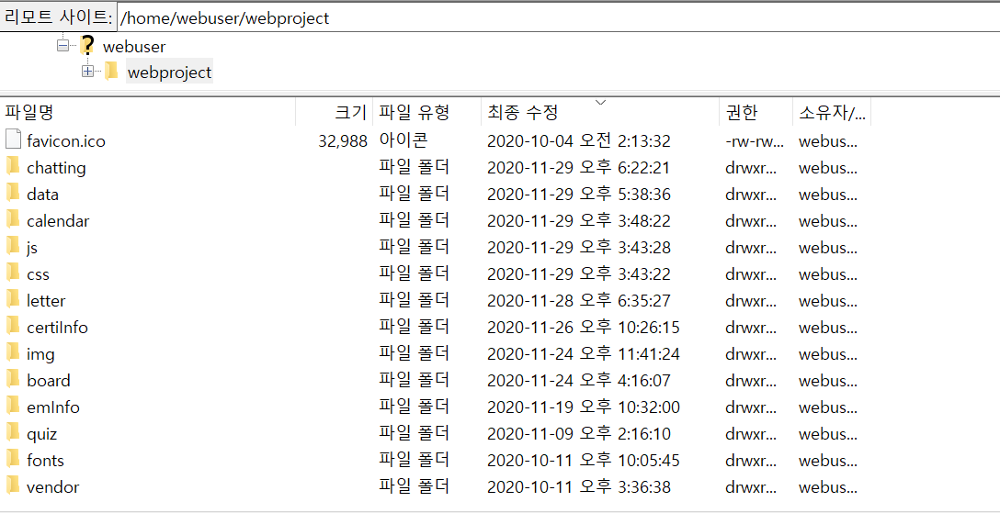 리모트 사이트: /home/webuser/webproject
? webuser
webproject
파일명 크기 파일 유형 최종 수정 권한 소유자/...
favicon.ico 32,988 아이콘 2020-10-04 오전 2:13:32 -rw-rw... webus...
chatting 파일 폴더 2020-11-29 오후 6:22:21 drwxr... webus...
data 파일 폴더 2020-11-29 오후 5:38:36 drwxr... webus...
calendar 파일 폴더 2020-11-29 오후 3:48:22 drwxr... webus...
js 파일 폴더 2020-11-29 오후 3:43:28 drwxr... webus...
css 파일 폴더 2020-11-29 오후 3:43:22 drwxr... webus...
letter 파일 폴더 2020-11-28 오후 6:35:27 drwxr... webus...
certiInfo 파일 폴더 2020-11-26 오후 10:26:15 drwxr... webus...
img 파일 폴더 2020-11-24 오후 11:41:24 drwxr... webus...
board 파일 폴더 2020-11-24 오후 4:16:07 drwxr... webus...
emInfo 파일 폴더 2020-11-19 오후 10:32:00 drwxr... webus...
quiz 파일 폴더 2020-11-09 오후 2:16:10 drwxr... webus...
fonts 파일 폴더 2020-10-11 오후 10:05:45 drwxr... webus...
vendor 파일 폴더 2020-10-11 오후 3:36:38 drwxr... webus...